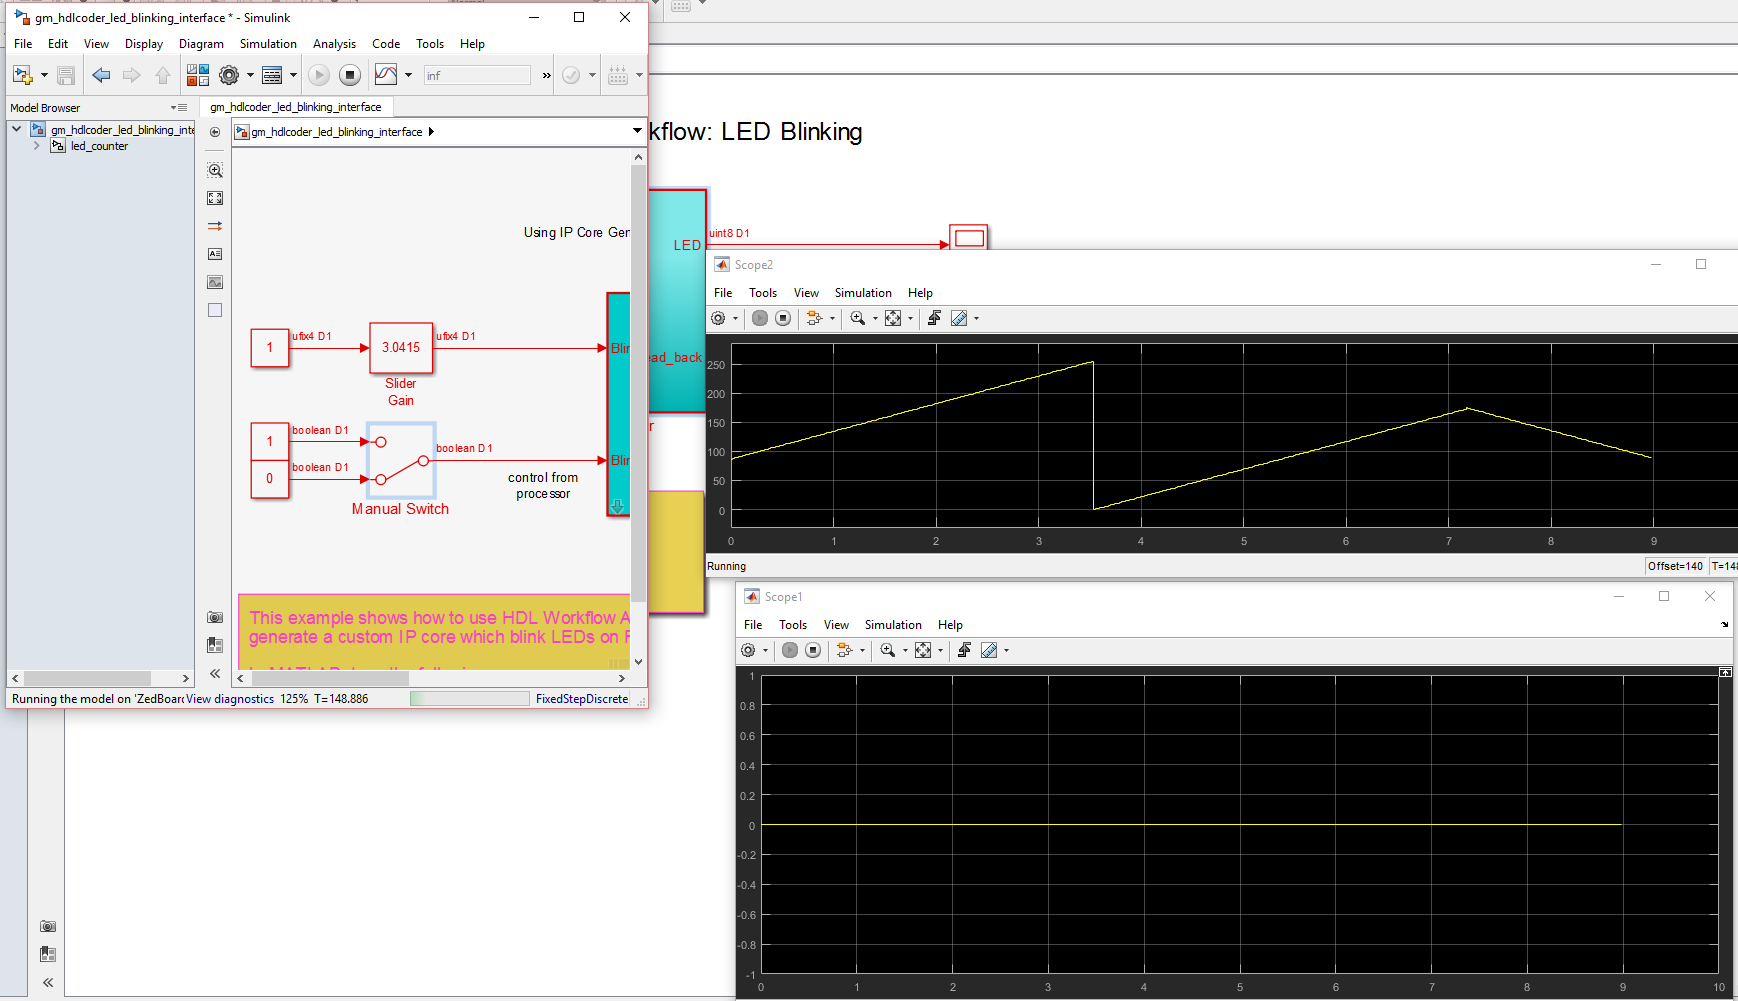 gm_hdlcoder_led_blinking_interface * - Simulink
File Edit View Display Diagram Simulation Analysis Code Tools Help
inf
»
Model Browser
gm_hdlcoder_led_blinking_inte
led_counter
gm_hdlcoder_led_blinking_interface
gm_hdlcoder_led_blinking_interface
Using IP Core Gen
1
ufix4 D1
3.0415
ufix4 D1
Blin
Slider
Gain
1
boolean D1
0
boolean D1
boolean D1
Blin
Manual Switch
control from
processor
This example shows how to use HDL Workflow A
generate a custom IP core which blink LEDs on F
Running the model on 'ZedBoard
View diagnostics 125% T=148.886
FixedStepDiscrete
kflow: LED Blinking
LED
uint8 D1
ead_back
r
Scope2
File Tools View Simulation Help
250
200
150
100
50
0
0 1 2 3 4 5 6 7 8 9
Running
Offset=140 T=148
Scope1
File Tools View Simulation Help
1
0.8
0.6
0.4
0.2
0
-0.2
-0.4
-0.6
-0.8
-1
0 1 2 3 4 5 6 7 8 9 10